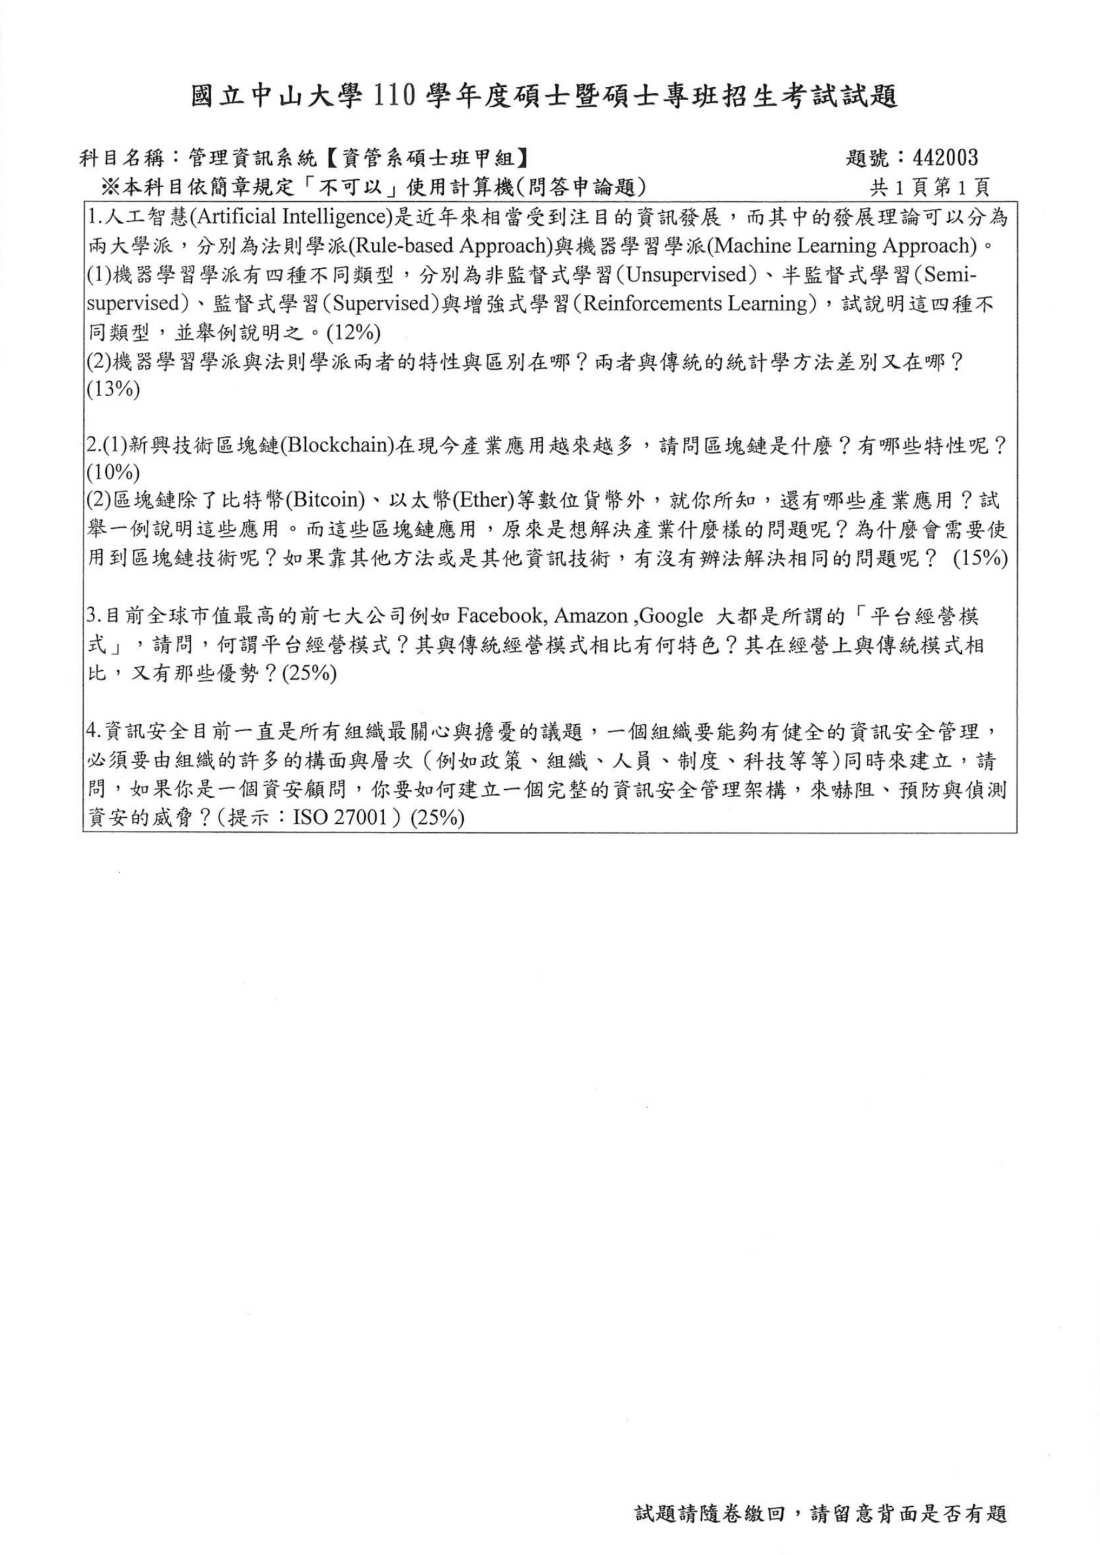 國立中山大學 110 學年度碩士暨碩士專班招生考試試題
科目名稱：管理資訊系統【資管系碩士班甲組】 題號：442003
※本科目依簡章規定「不可以」使用計算機(問答申論題) 共 1 頁第 1 頁
1.人工智慧(Artificial Intelligence)是近年來相當受到注目的資訊發展，而其中的發展理論可以分為
兩大學派，分別為法則學派(Rule-based Approach)與機器學習學派(Machine Learning Approach)。
(1)機器學習學派有四種不同類型，分別為非監督式學習(Unsupervised)、半監督式學習(Semi-
supervised)、監督式學習(Supervised)與增強式學習(Reinforcements Learning)，試說明這四種不
同類型，並舉例說明之。(12%)
(2)機器學習學派與法則學派兩者的特性與區別在哪？兩者與傳統的統計學方法差別又在哪？
(13%)
2.(1)新興技術區塊鏈(Blockchain)在現今產業應用越來越多，請問區塊鏈是什麼？有哪些特性呢？
(10%)
(2)區塊鏈除了比特幣(Bitcoin)、以太幣(Ether)等數位貨幣外，就你所知，還有哪些產業應用？試
舉一例說明這些應用。而這些區塊鏈應用，原來是想解決產業什麼樣的問題呢？為什麼會需要使
用到區塊鏈技術呢？如果靠其他方法或是其他資訊技術，有沒有辦法解決相同的問題呢？ (15%)
3.目前全球市值最高的前七大公司例如 Facebook, Amazon ,Google 大都是所謂的「平台經營模
式」，請問，何謂平台經營模式？其與傳統經營模式相比有何特色？其在經營上與傳統模式相
比，又有那些優勢？(25%)
4.資訊安全目前一直是所有組織最關心與擔憂的議題，一個組織要能夠有健全的資訊安全管理，
必須要由組織的許多的構面與層次（例如政策、組織、人員、制度、科技等等)同時來建立，請
問，如果你是一個資安顧問，你要如何建立一個完整的資訊安全管理架構，來嚇阻、預防與偵測
資安的威脅？(提示：ISO 27001）(25%)
試題請隨卷繳回，請留意背面是否有題